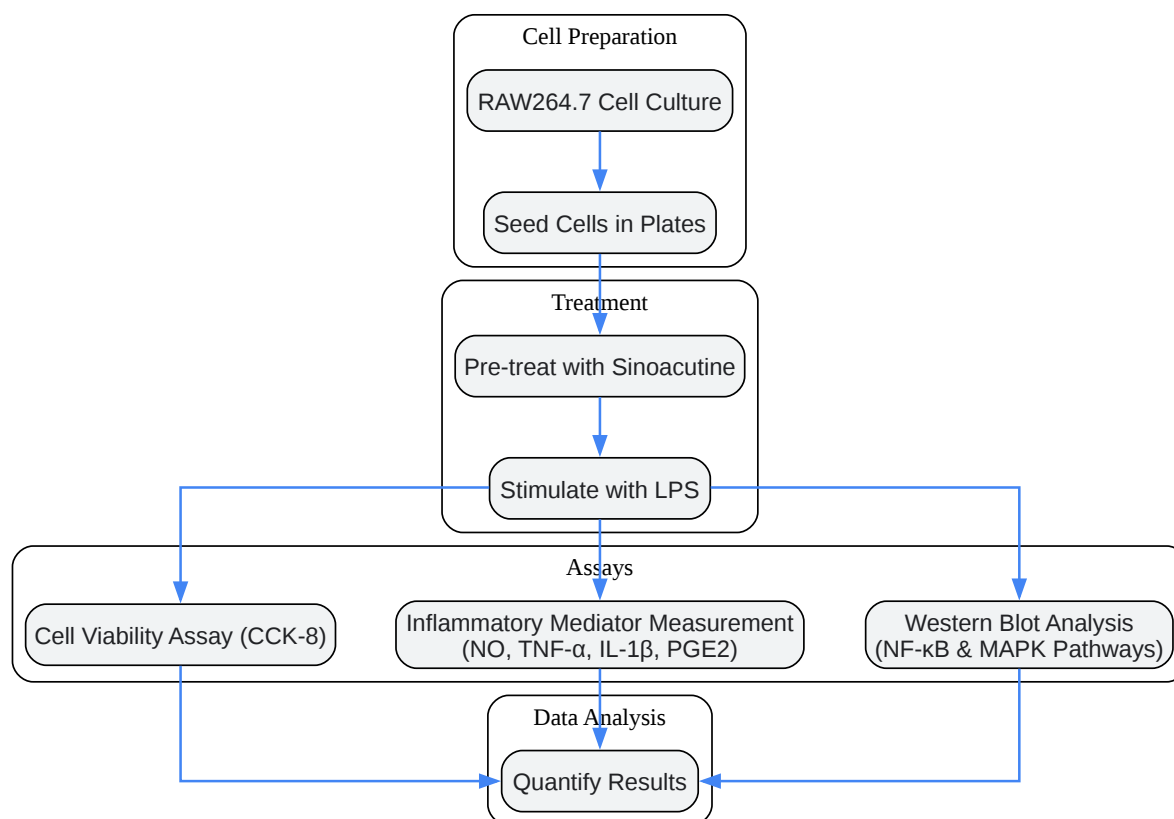 Cell Preparation
RAW264.7 Cell Culture
Seed Cells in Plates
Treatment
Pre-treat with Sinoacutine
Stimulate with LPS
Assays
Cell Viability Assay (CCK-8)
Inflammatory Mediator Measurement
(NO, TNF-α, IL-1β, PGE2)
Western Blot Analysis
(NF-κB & MAPK Pathways)
Data Analysis
Quantify Results